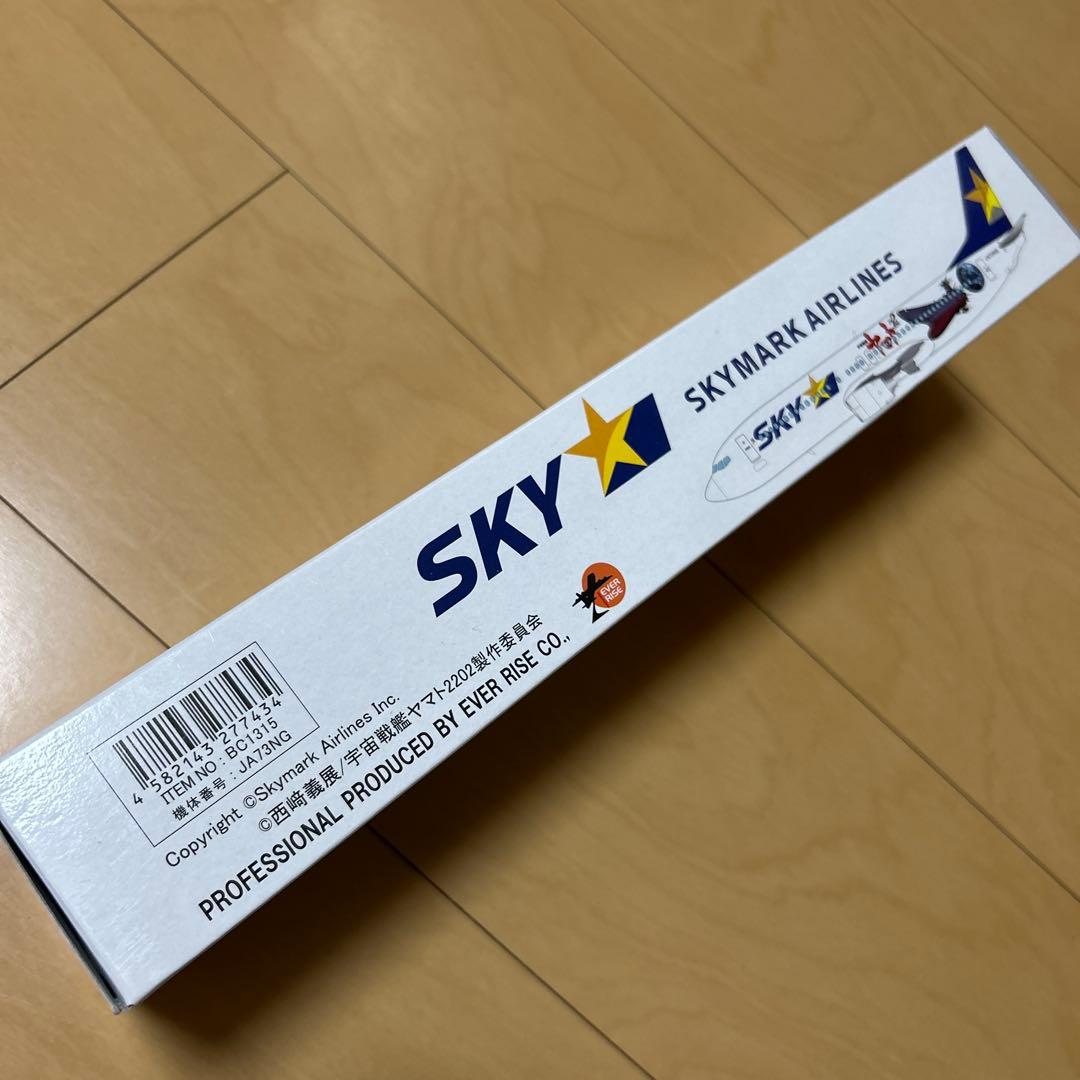 SKY
SKYMARK AIRLINES
SKY
EVER
RISE
4 582143 277434
ITEM NO : BC1315
機体番号 : JA73NG
Copyright ©Skymark Airlines Inc.
©西﨑義展/宇宙戦艦ヤマト2202製作委員会
PROFESSIONAL PRODUCED BY EVER RISE CO.,